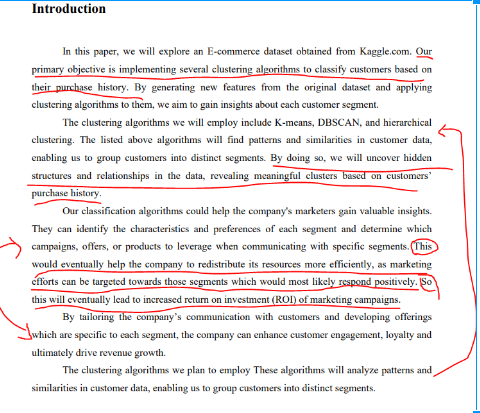 Introduction
In this paper, we will explore an E-commerce dataset obtained from Kaggle.com. Our
primary objective is implementing several clustering algorithms to classify customers based on
their purchase history. By generating new features from the original dataset and applying
clustering algorithms to them, we aim to gain insights about each customer segment.
The clustering algorithms we will employ include K-means, DBSCAN, and hierarchical
clustering. The listed above algorithms will find patterns and similarities in customer data,
enabling us to group customers into distinct segments. By doing so, we will uncover hidden
structures and relationships in the data, revealing meaningful clusters based on customers'
purchase history.
Our classification algorithms could help the company's marketers gain valuable insights.
They can identify the characteristics and preferences of each segment and determine which
campaigns, offers, or products to leverage when communicating with specific segments. This
would eventually help the company to redistribute its resources more efficiently, as marketing
efforts can be targeted towards those segments which would most likely respond positively. So
this will eventually lead to increased return on investment (ROI) of marketing campaigns.
By tailoring the company's communication with customers and developing offerings
which are specific to each segment, the company can enhance customer engagement, loyalty and
ultimately drive revenue growth.
The clustering algorithms we plan to employ These algorithms will analyze patterns and
similarities in customer data, enabling us to group customers into distinct segments.